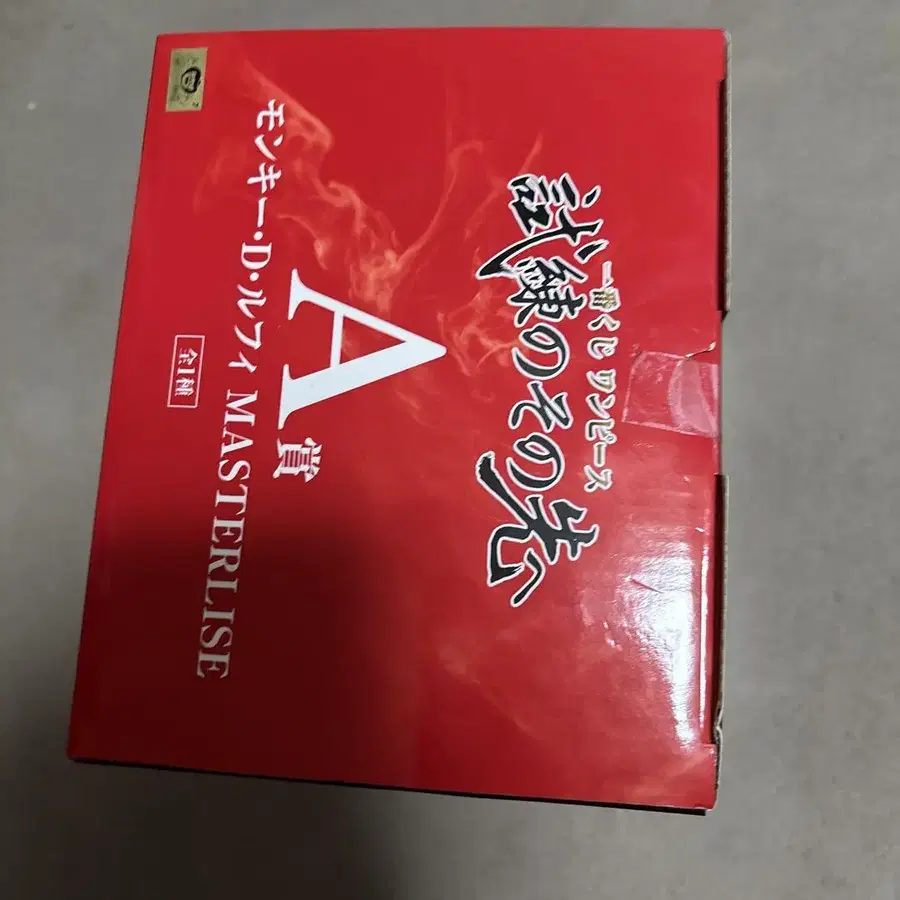 一番くじ ワンピース
試練のその先
A賞
モンキー・D・ルフィ MASTERLISE
全1種